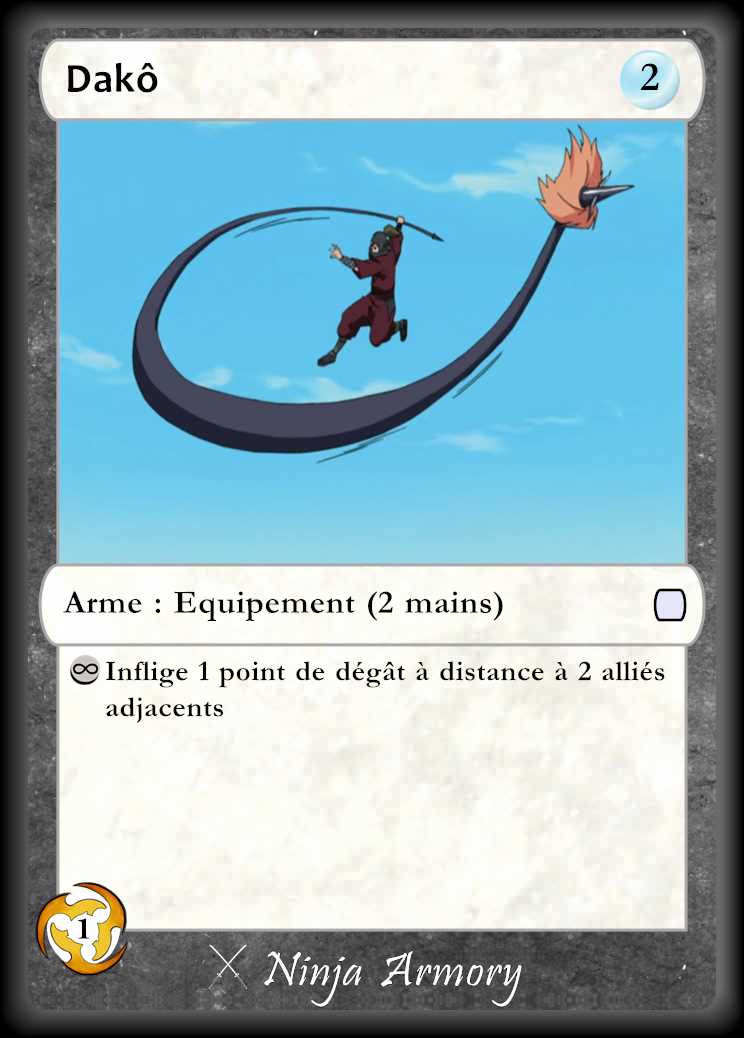 Dakô
2
Arme : Equipement (2 mains)
∞ Inflige 1 point de dégât à distance à 2 alliés
adjacents
1
Ninja Armory